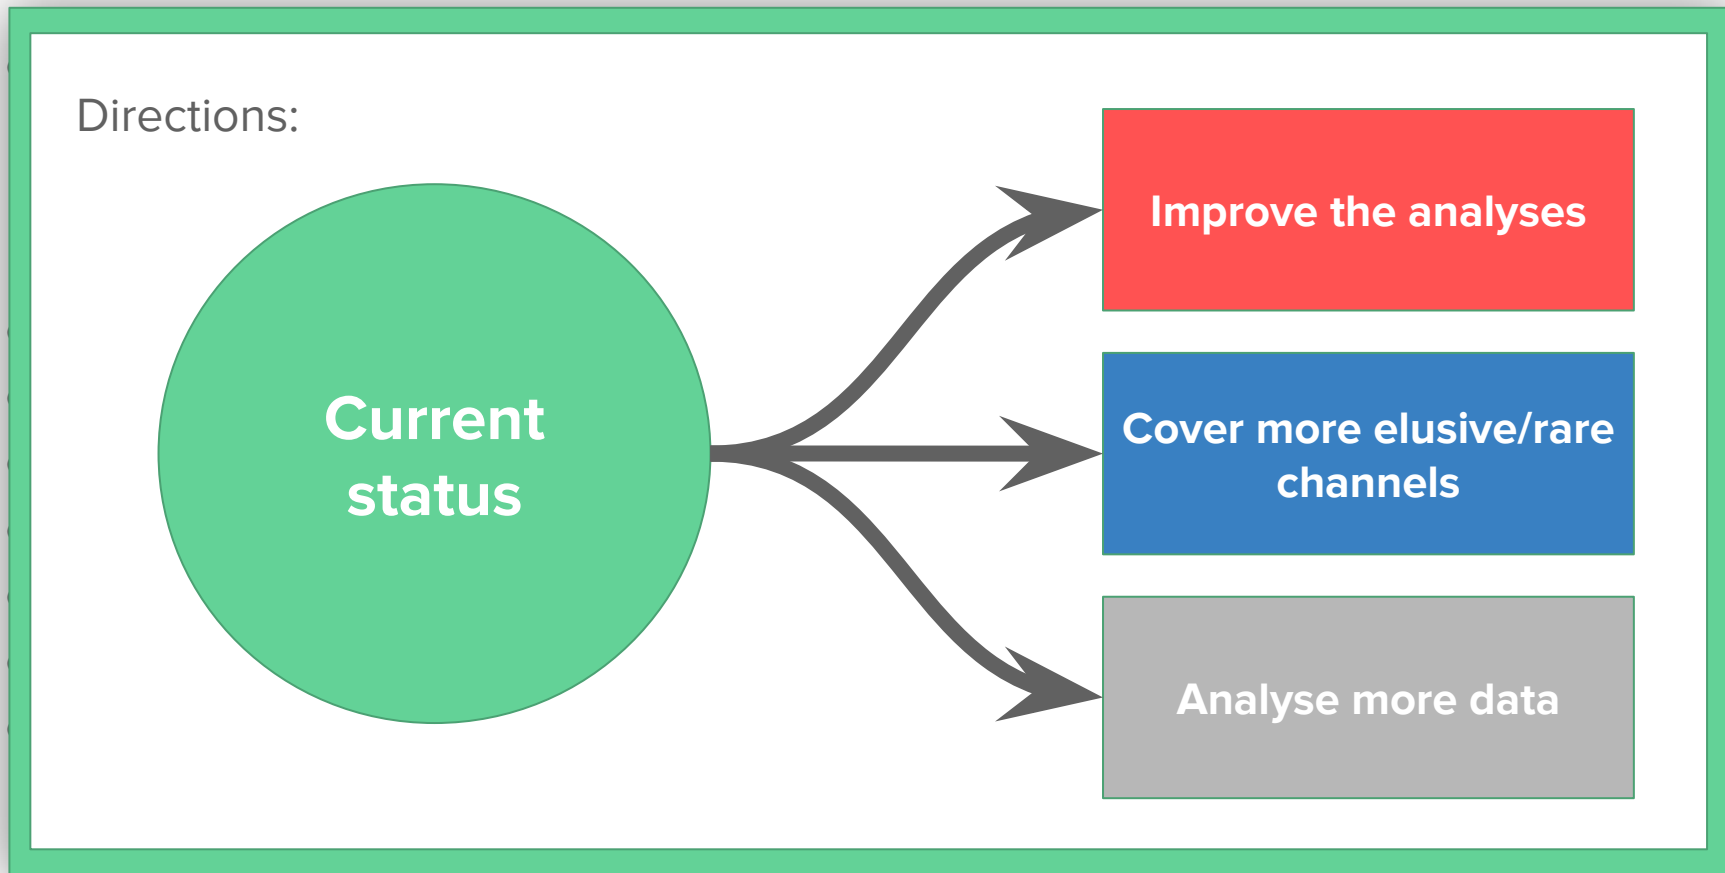 Directions:
Current
status
Improve the analyses
Cover more elusive/rare
channels
Analyse more data